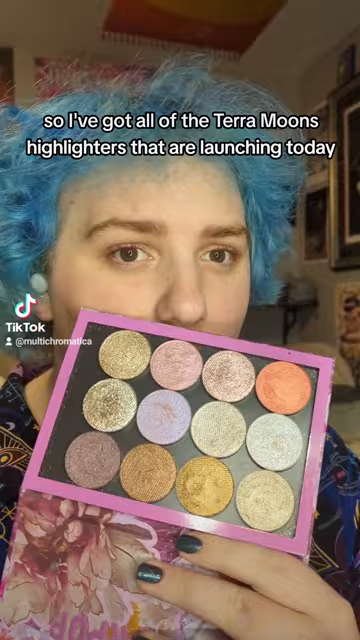 so I've got all of the Terra Moons
highlighters that are launching today
TikTok
@multichromatica